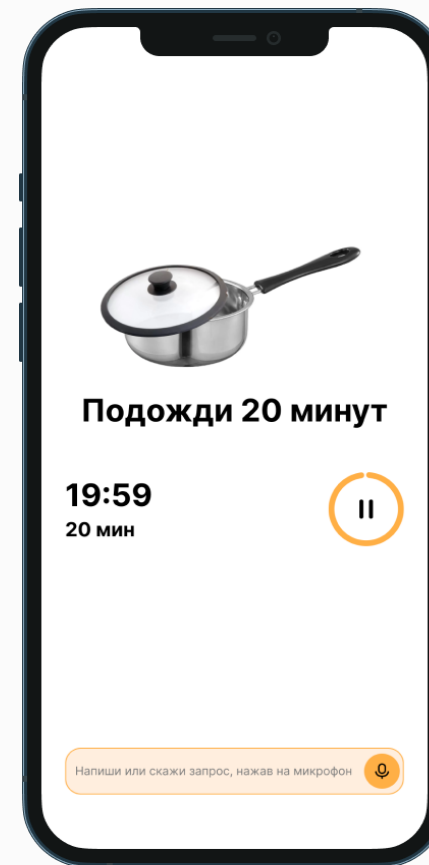 Подожди 20 минут
19:59
20 мин
Напиши или скажи запрос, нажав на микрофон